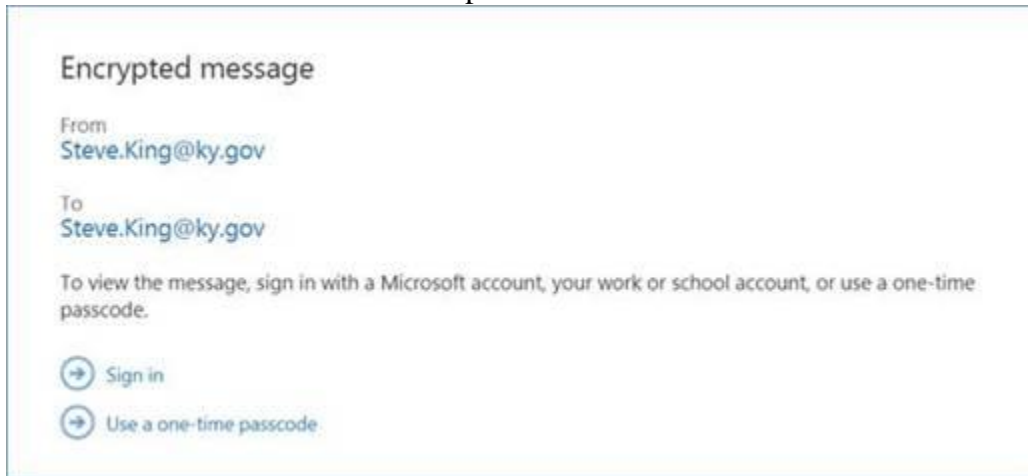 Encrypted message
From
Steve.King@ky.gov
To
Steve.King@ky.gov
To view the message, sign in with a Microsoft account, your work or school account, or use a one-time
passcode.
Sign in
Use a one-time passcode